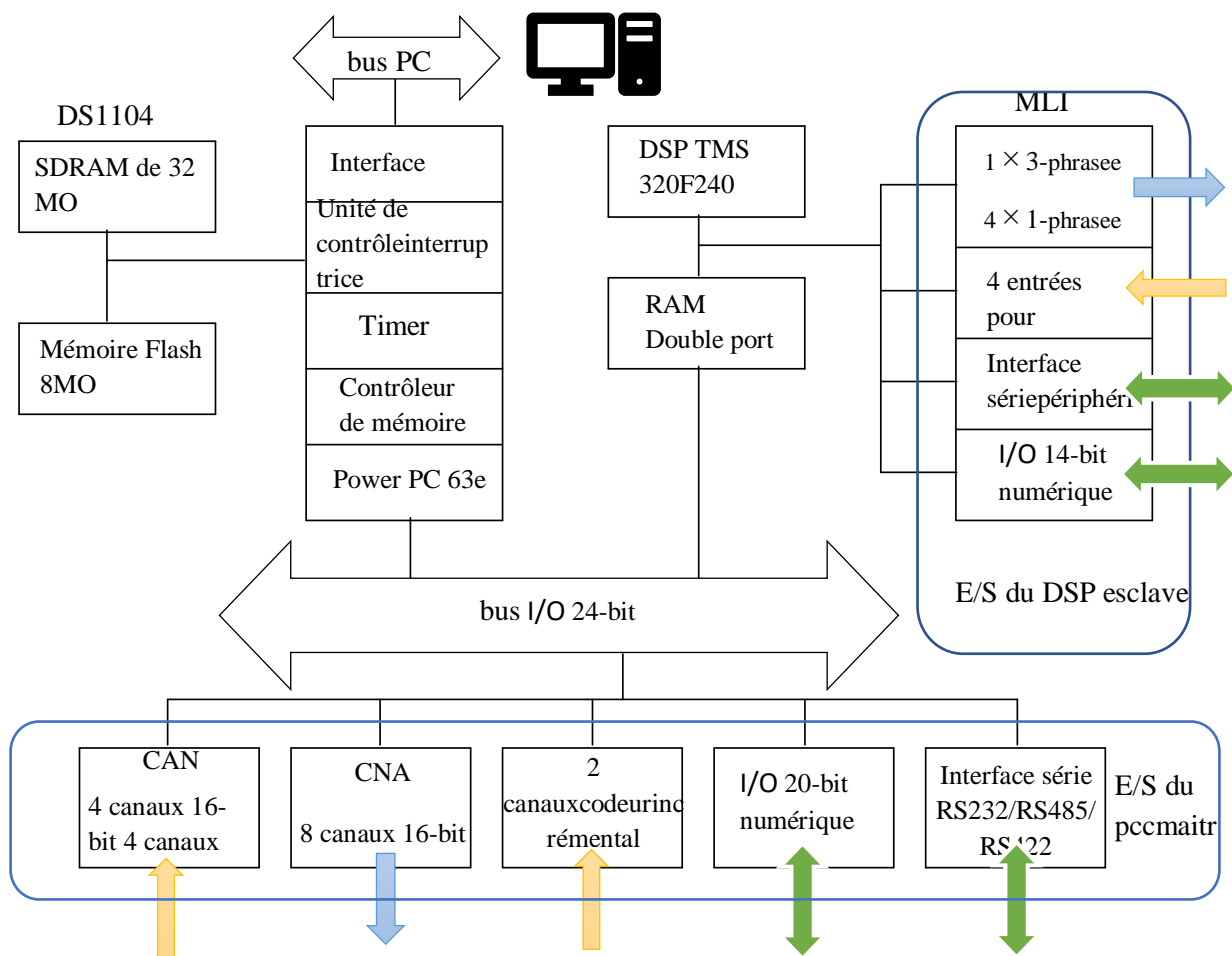 bus PC
DS1104
SDRAM de 32
MO
Mémoire Flash
8MO
Interface
Unité de
contrôleinterrup
trice
Timer
Contrôleur
de mémoire
Power PC 63e
DSP TMS
320F240
RAM
Double port
MLI
1 × 3-phrasee
4 × 1-phrasee
4 entrées
pour
Interface
sériepériphéri
I/O 14-bit
numérique
E/S du DSP esclave
bus I/O 24-bit
CAN
4 canaux 16-
bit 4 canaux
CNA
8 canaux 16-bit
2
canauxcodeurinc
rémental
I/O 20-bit
numérique
Interface série
RS232/RS485/
RS422
E/S du
pccmaitr